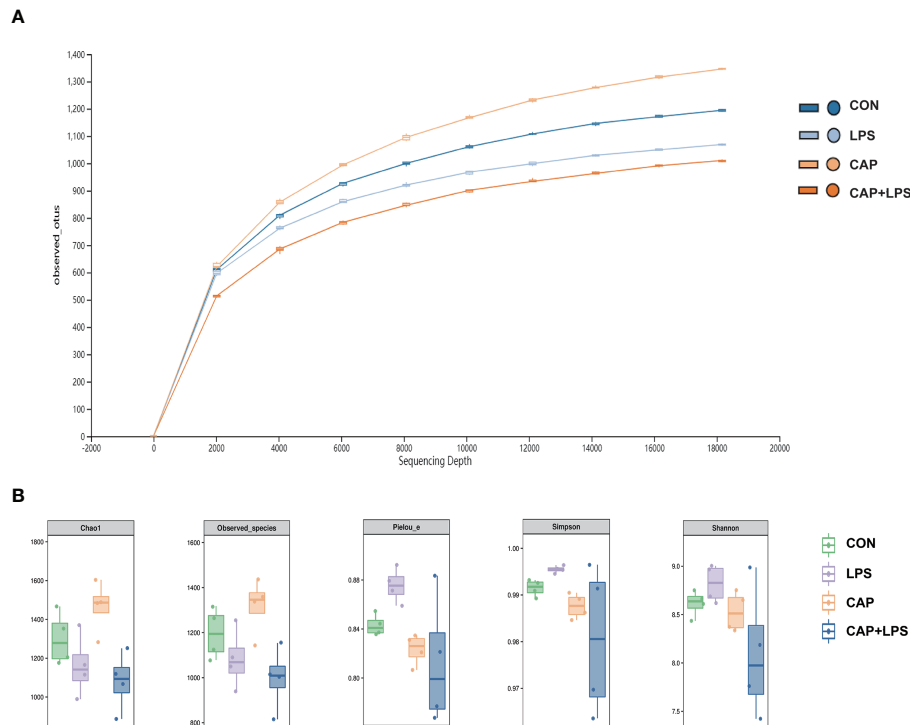 A
1,400
1,300
1,200
1,100
1,000
900
800
700
600
500
400
300
200
100
0
observed_otus
-2000 0 2000 4000 6000 8000 10000 12000 14000 16000 18000 20000
Sequencing Depth
CON
LPS
CAP
CAP+LPS
B
Chao1
1800
1600
1400
1200
1000
Observed_species
1600
1400
1200
1000
800
Pielou_e
0.88
0.84
0.80
Simpson
1.00
0.99
0.98
0.97
Shannon
9.0
8.5
8.0
7.5
CON
LPS
CAP
CAP+LPS